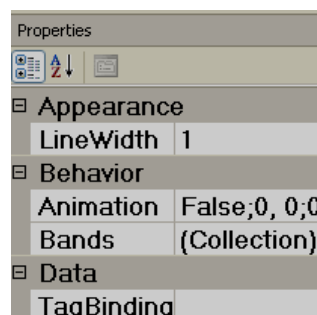 Properties
Appearance
LineWidth 1
Behavior
Animation False;0, 0;0
Bands (Collection)
Data
TagBinding